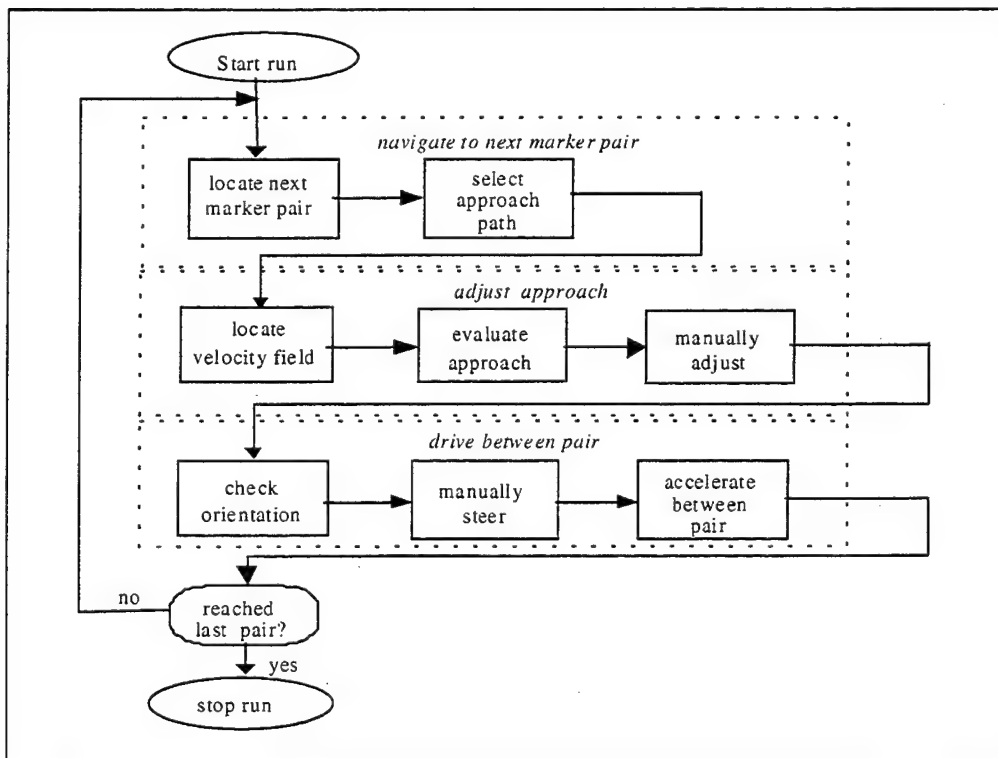 Start run
navigate to next marker pair
locate next
marker pair
select
approach
path
adjust approach
locate
velocity field
evaluate
approach
manually
adjust
drive between pair
check
orientation
manually
steer
accelerate
between
pair
no
reached
last pair?
yes
stop run